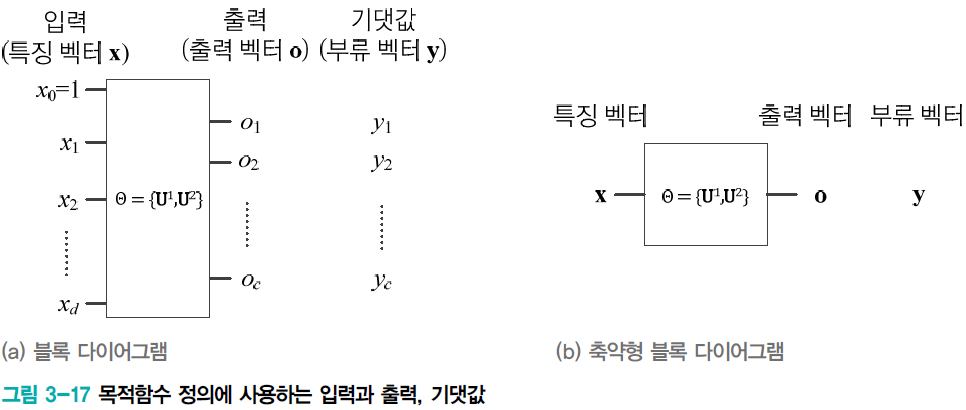 입력
(특징 벡터 x)
출력
(출력 벡터 o)
기댓값
(부류 벡터 y)
x₀=1
x₁
x₂
x_d
Θ = {U¹,U²}
o₁
o₂
o_c
y₁
y₂
y_c
(a) 블록 다이어그램
특징 벡터
출력 벡터
부류 벡터
x
Θ = {U¹,U²}
o
y
(b) 축약형 블록 다이어그램
그림 3-17 목적함수 정의에 사용하는 입력과 출력, 기댓값